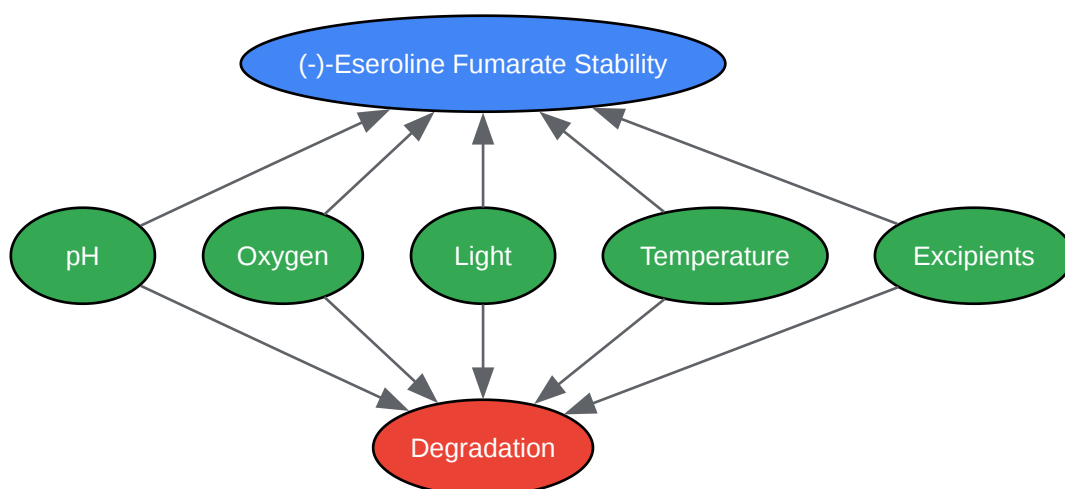 (-)-Eseroline Fumarate Stability
pH
Oxygen
Light
Temperature
Excipients
Degradation